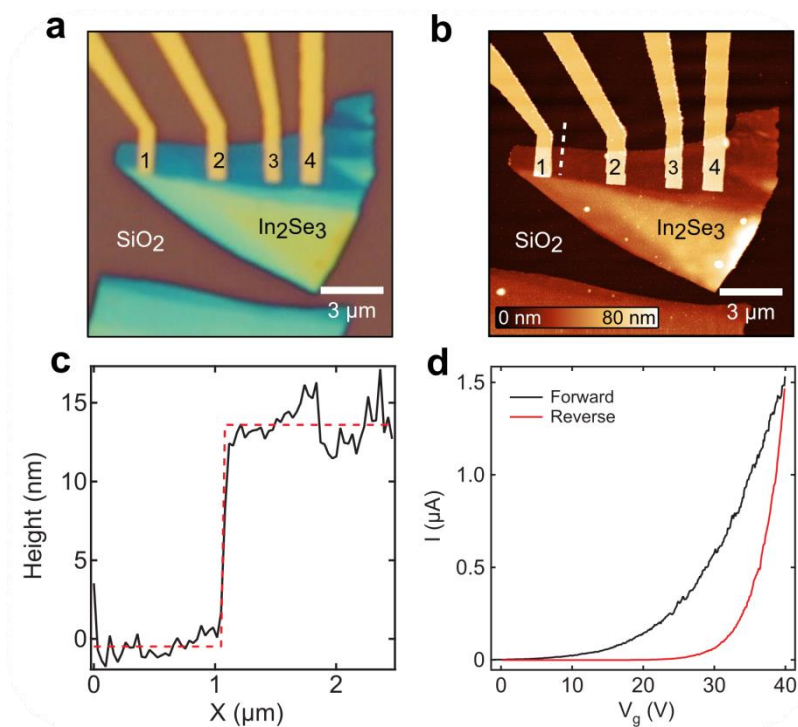 a
1
2
3
4
SiO₂
In₂Se₃
3 µm
b
1
2
3
4
SiO₂
In₂Se₃
0 nm
80 nm
3 µm
c
Height (nm)
15
10
5
0
0
1
2
X (µm)
d
Forward
Reverse
I (µA)
1.5
1.0
0.5
0
0
10
20
30
40
V_g (V)